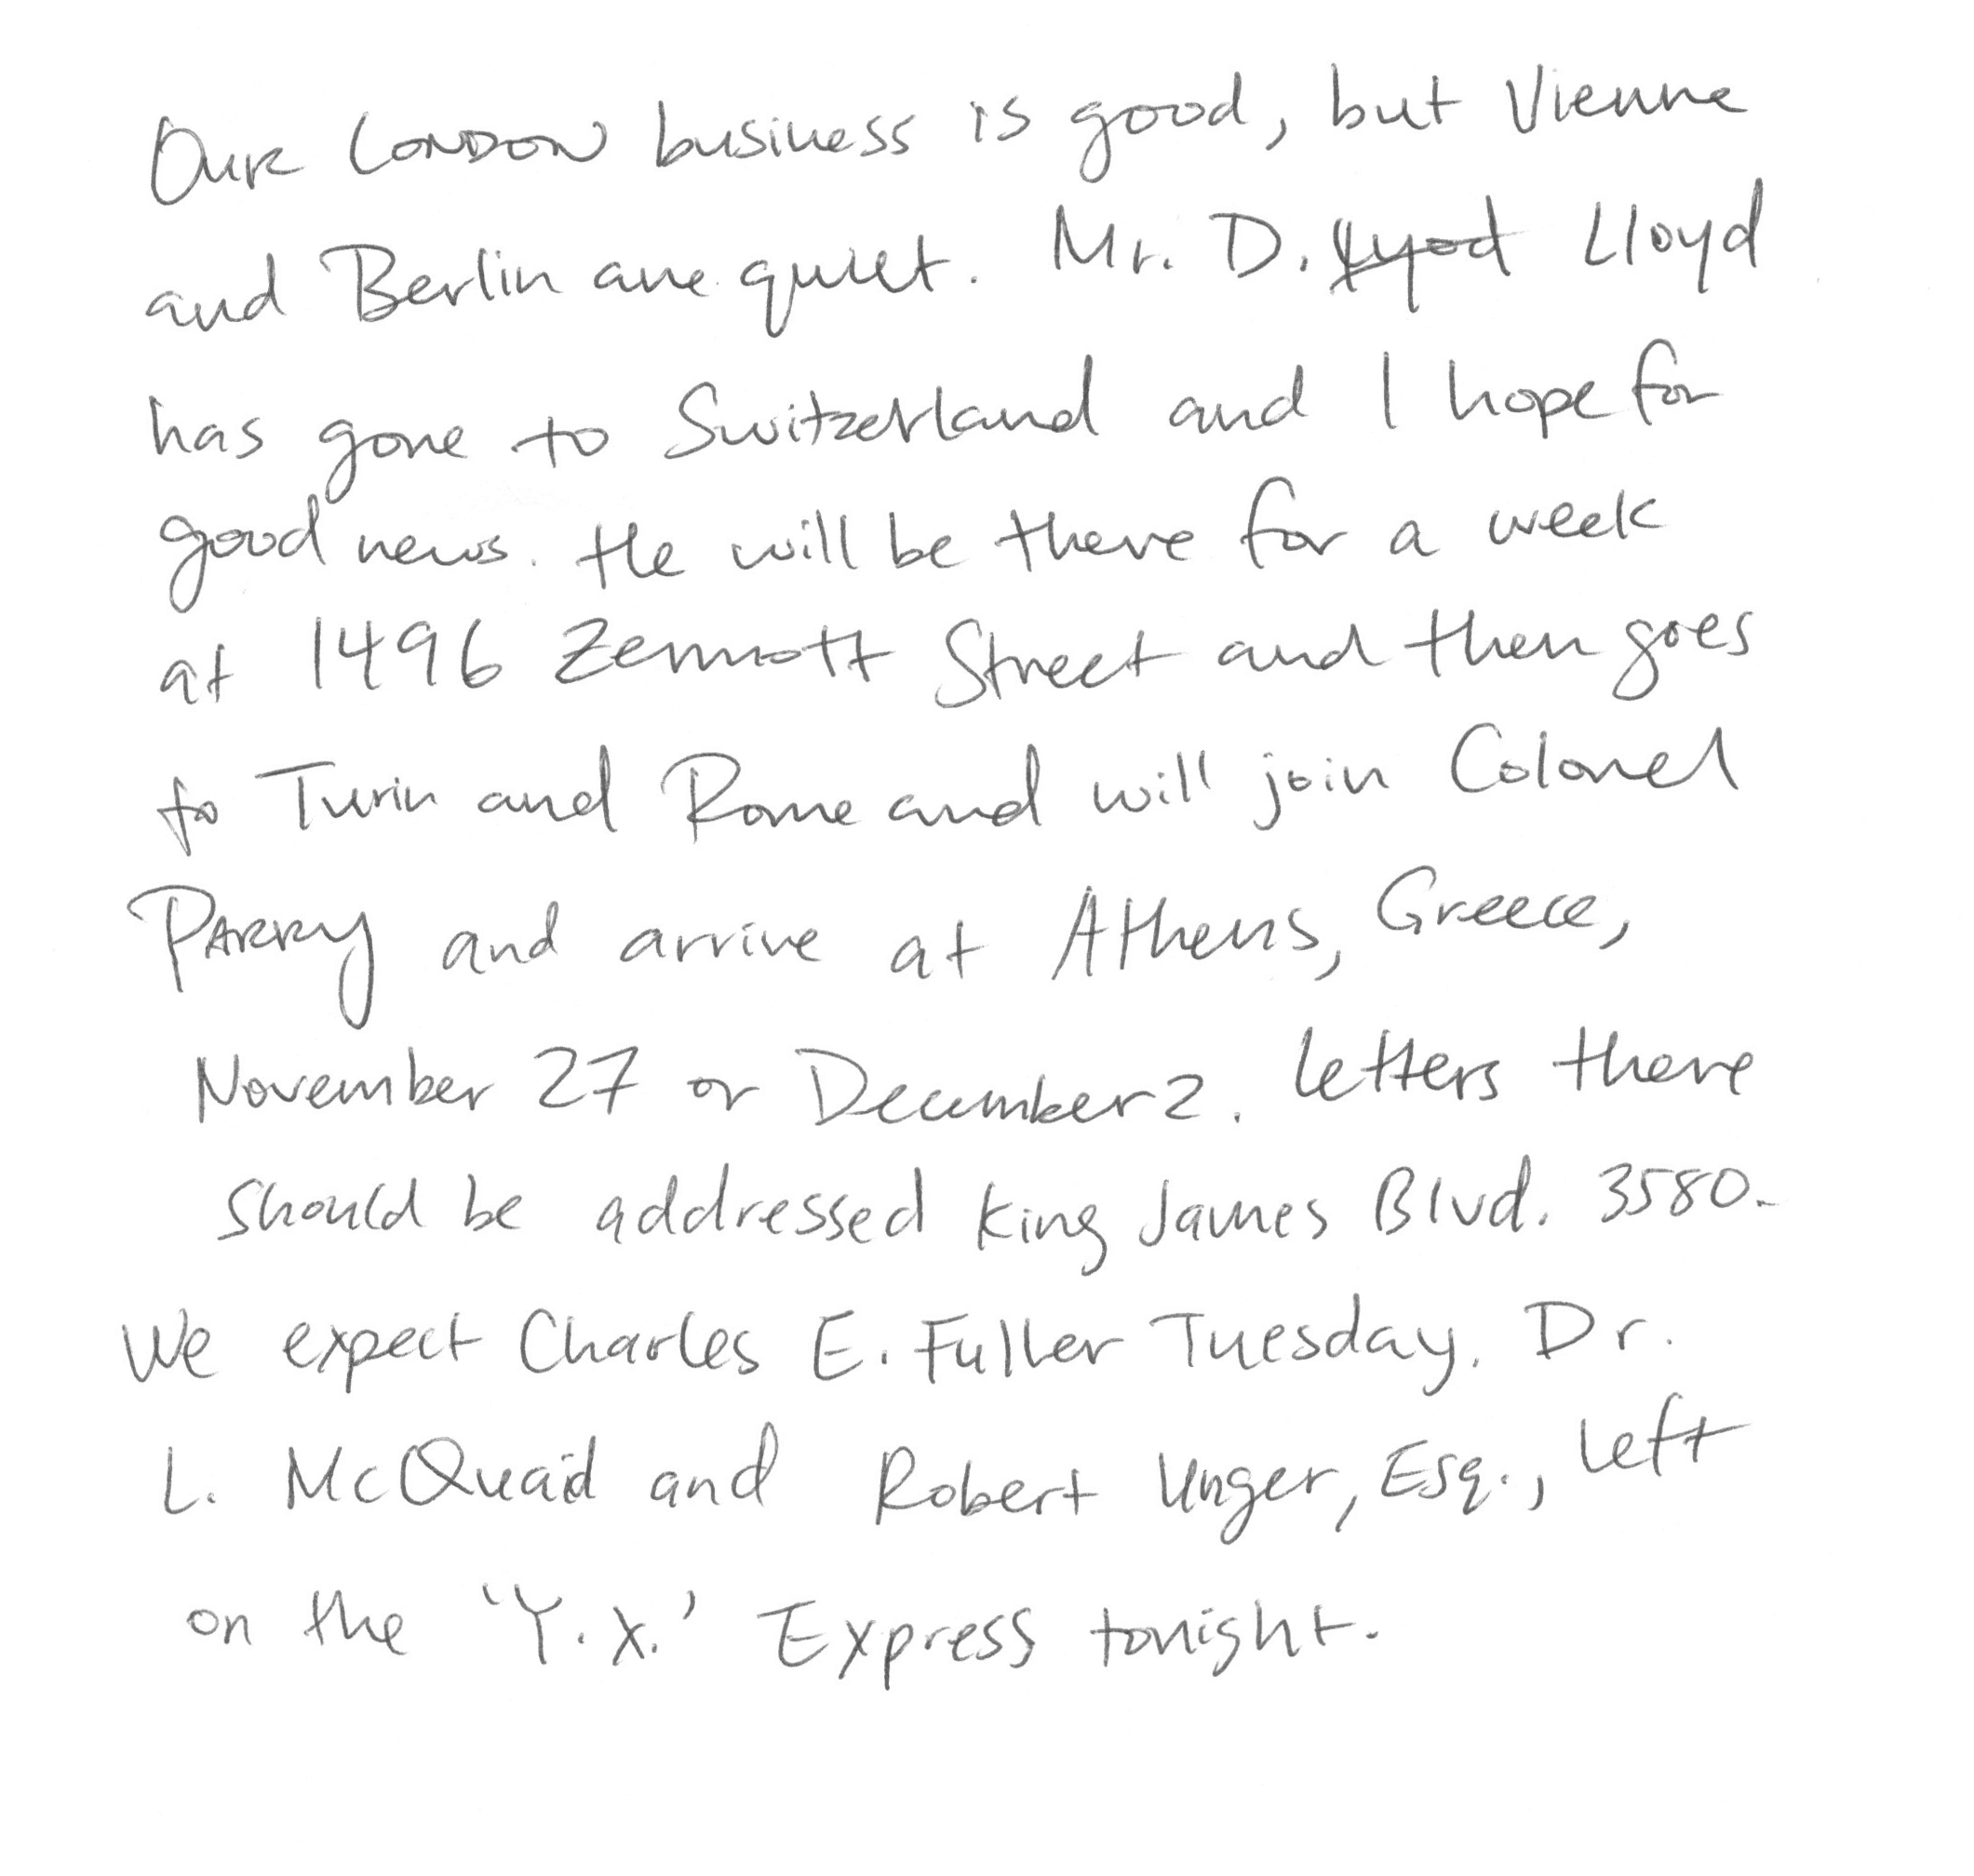 Our London business is good, but Vienne
and Berlin are quiet. Mr. D. Lloyd
has gone to Switzerland and I hope for
good news. He will be there for a week
at 1496 Zermott Street and then goes
to Turin and Rome and will join Colonel
Parry and arrive at Athens, Greece,
November 27 or December 2. Letters there
should be addressed King James Blvd. 3580.
We expect Charles E. Fuller Tuesday. Dr.
L. McQuaid and Robert Unger, Esq., left
on the 'Y.X.' Express tonight.